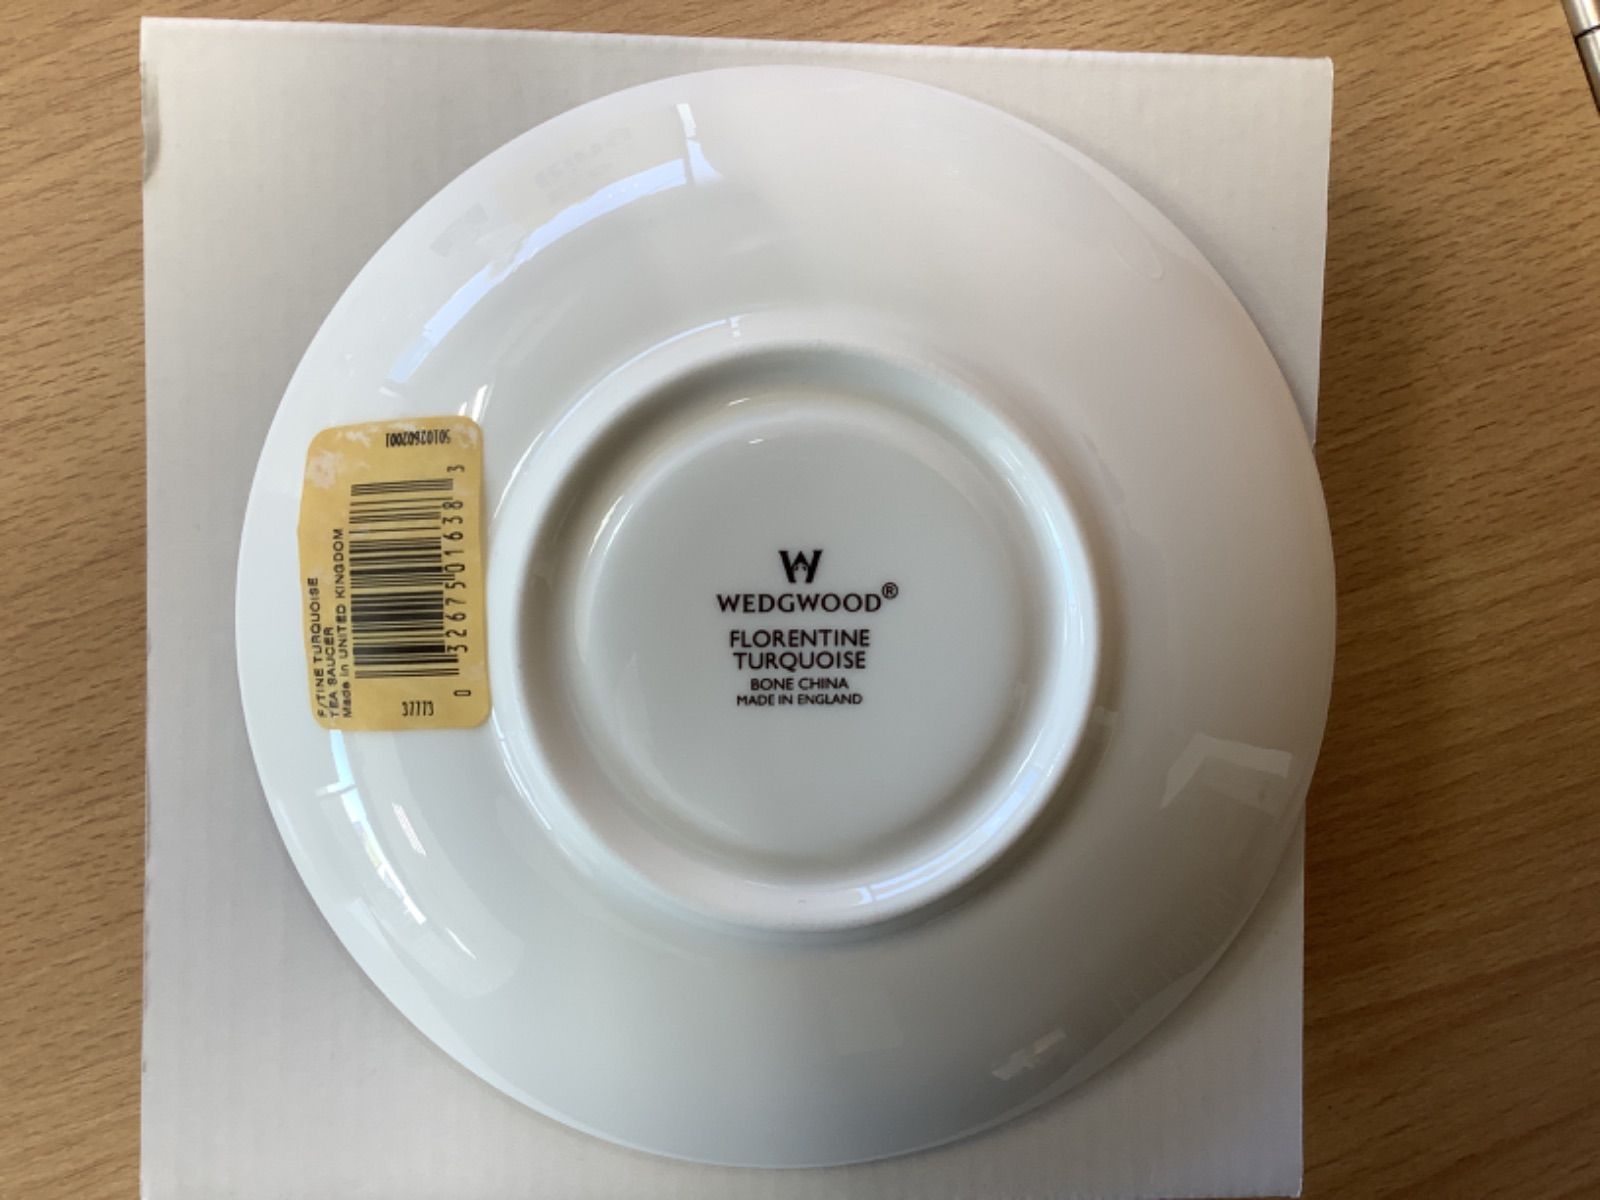 WEDGWOOD®
FLORENTINE
TURQUOISE
BONE CHINA
MADE IN ENGLAND
F/TINE TURQUOISE
TEA SAUCER
Made in UNITED KINGDOM
0 32675 01638 3
37773
50102602001